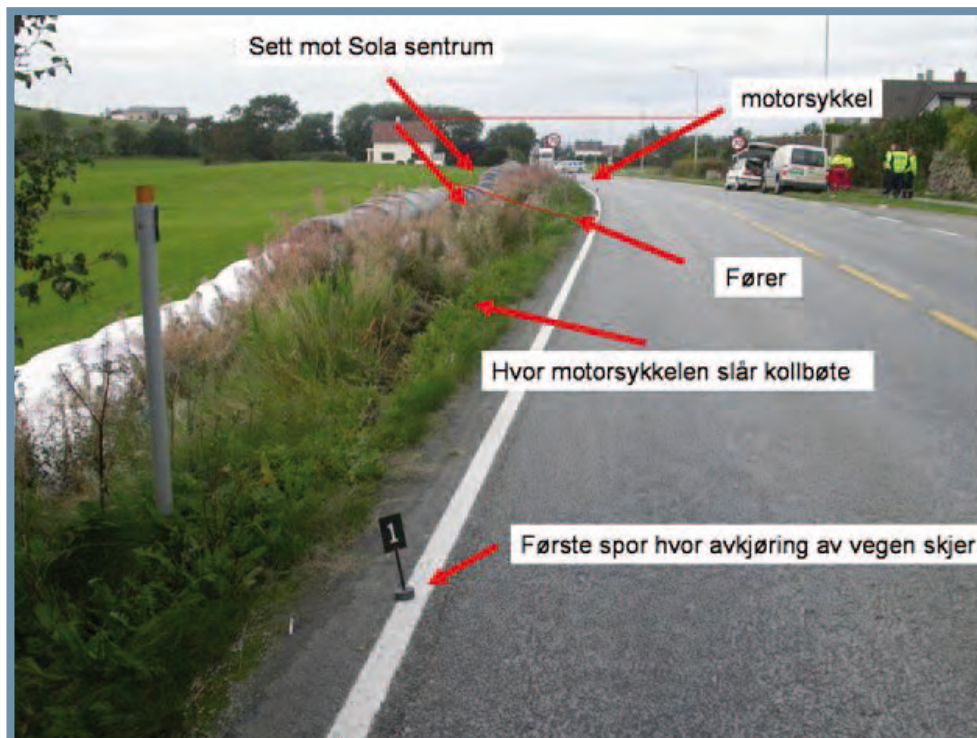 Sett mot Sola sentrum
motorsykkel
Fører
Hvor motorsykkelen slår kollbøte
1
Første spor hvor avkjøring av vegen skjer